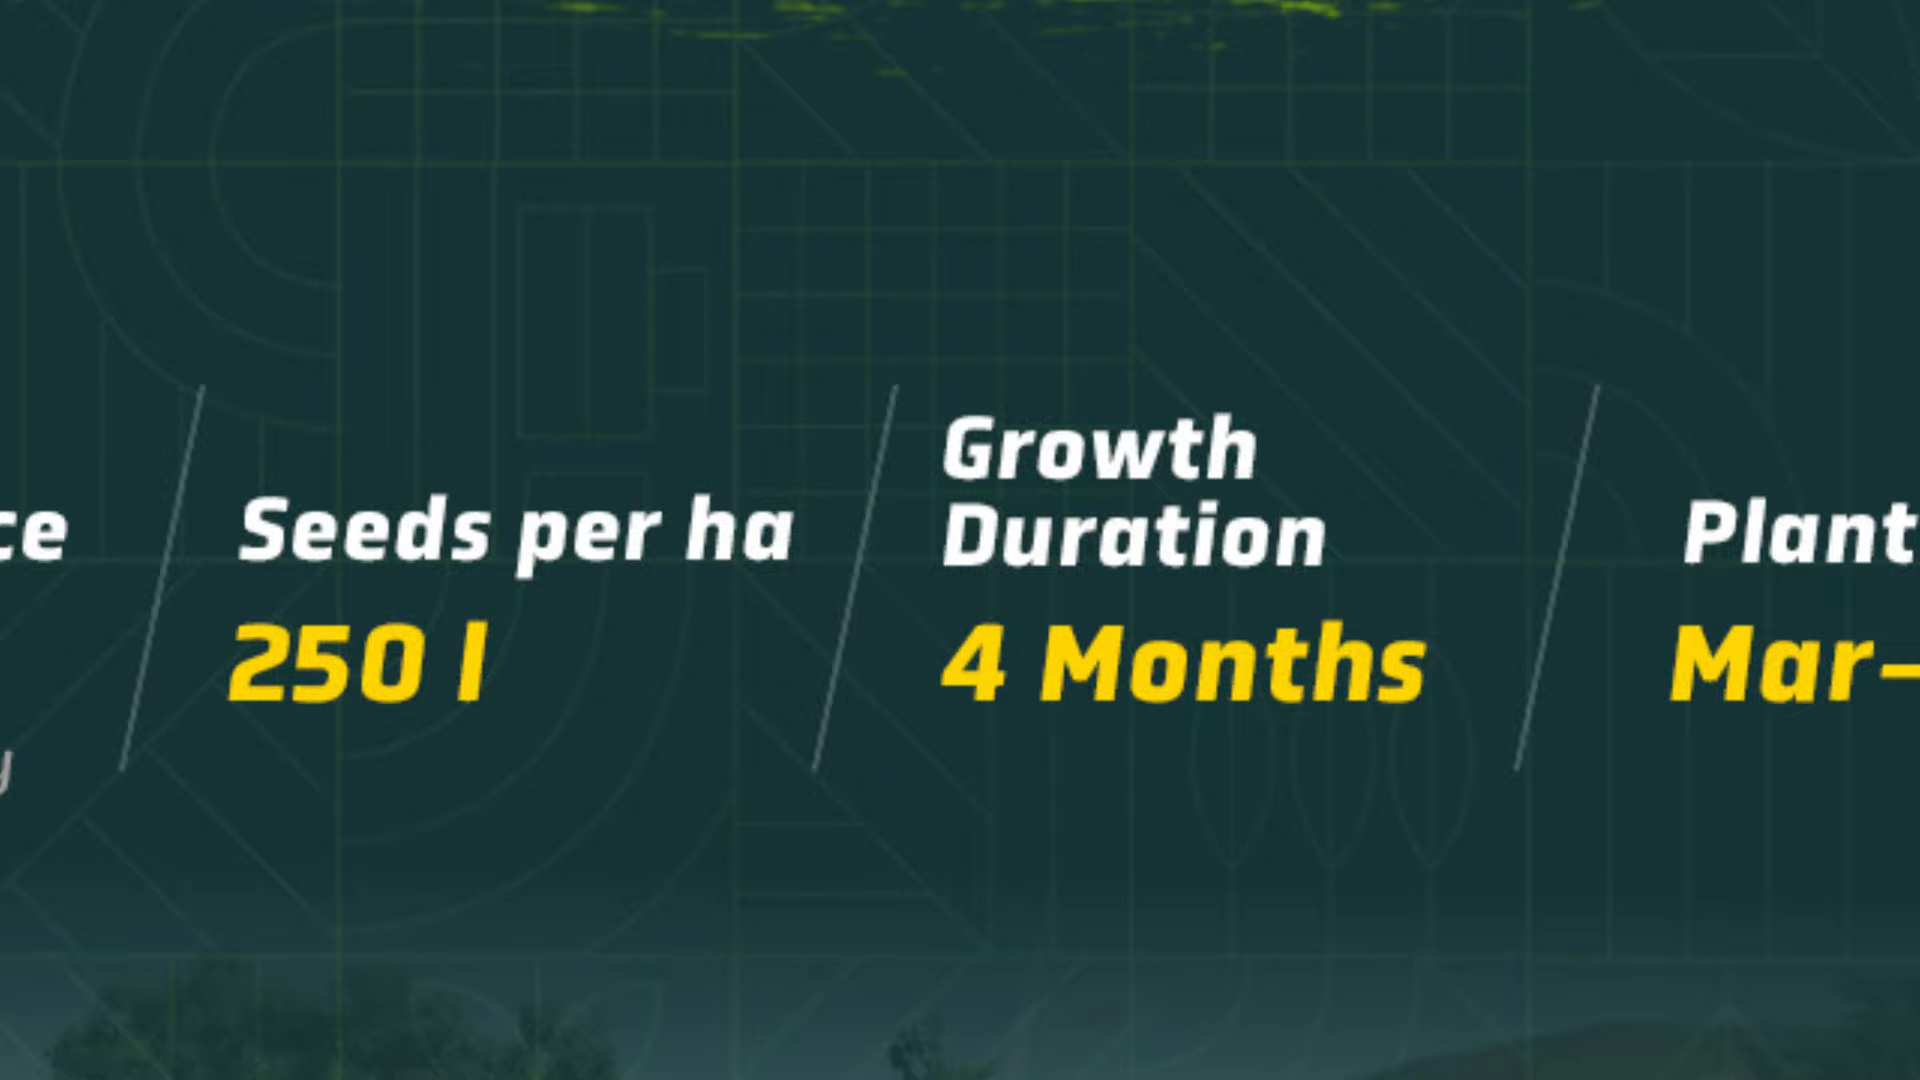 Seeds per ha
250 l
Growth
Duration
4 Months
Plant
Mar–